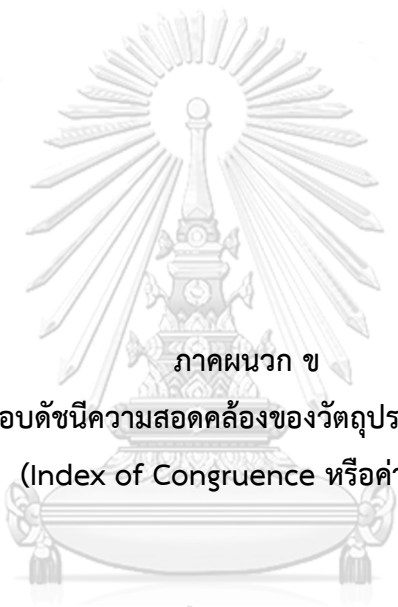 ภาคผนวก ข
อบดัชนีความสอดคล้องของวัตถุปร
(Index of Congruence หรือค่า